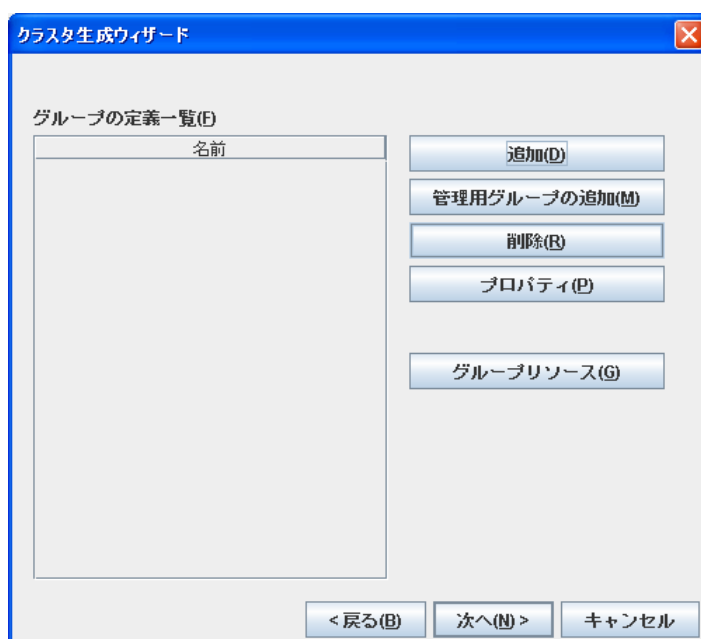 クラスタ生成ウィザード
グループの定義一覧(F)
名前
追加(D)
管理用グループの追加(M)
削除(R)
プロパティ(P)
グループリソース(G)
< 戻る(B)
次へ(N) >
キャンセル